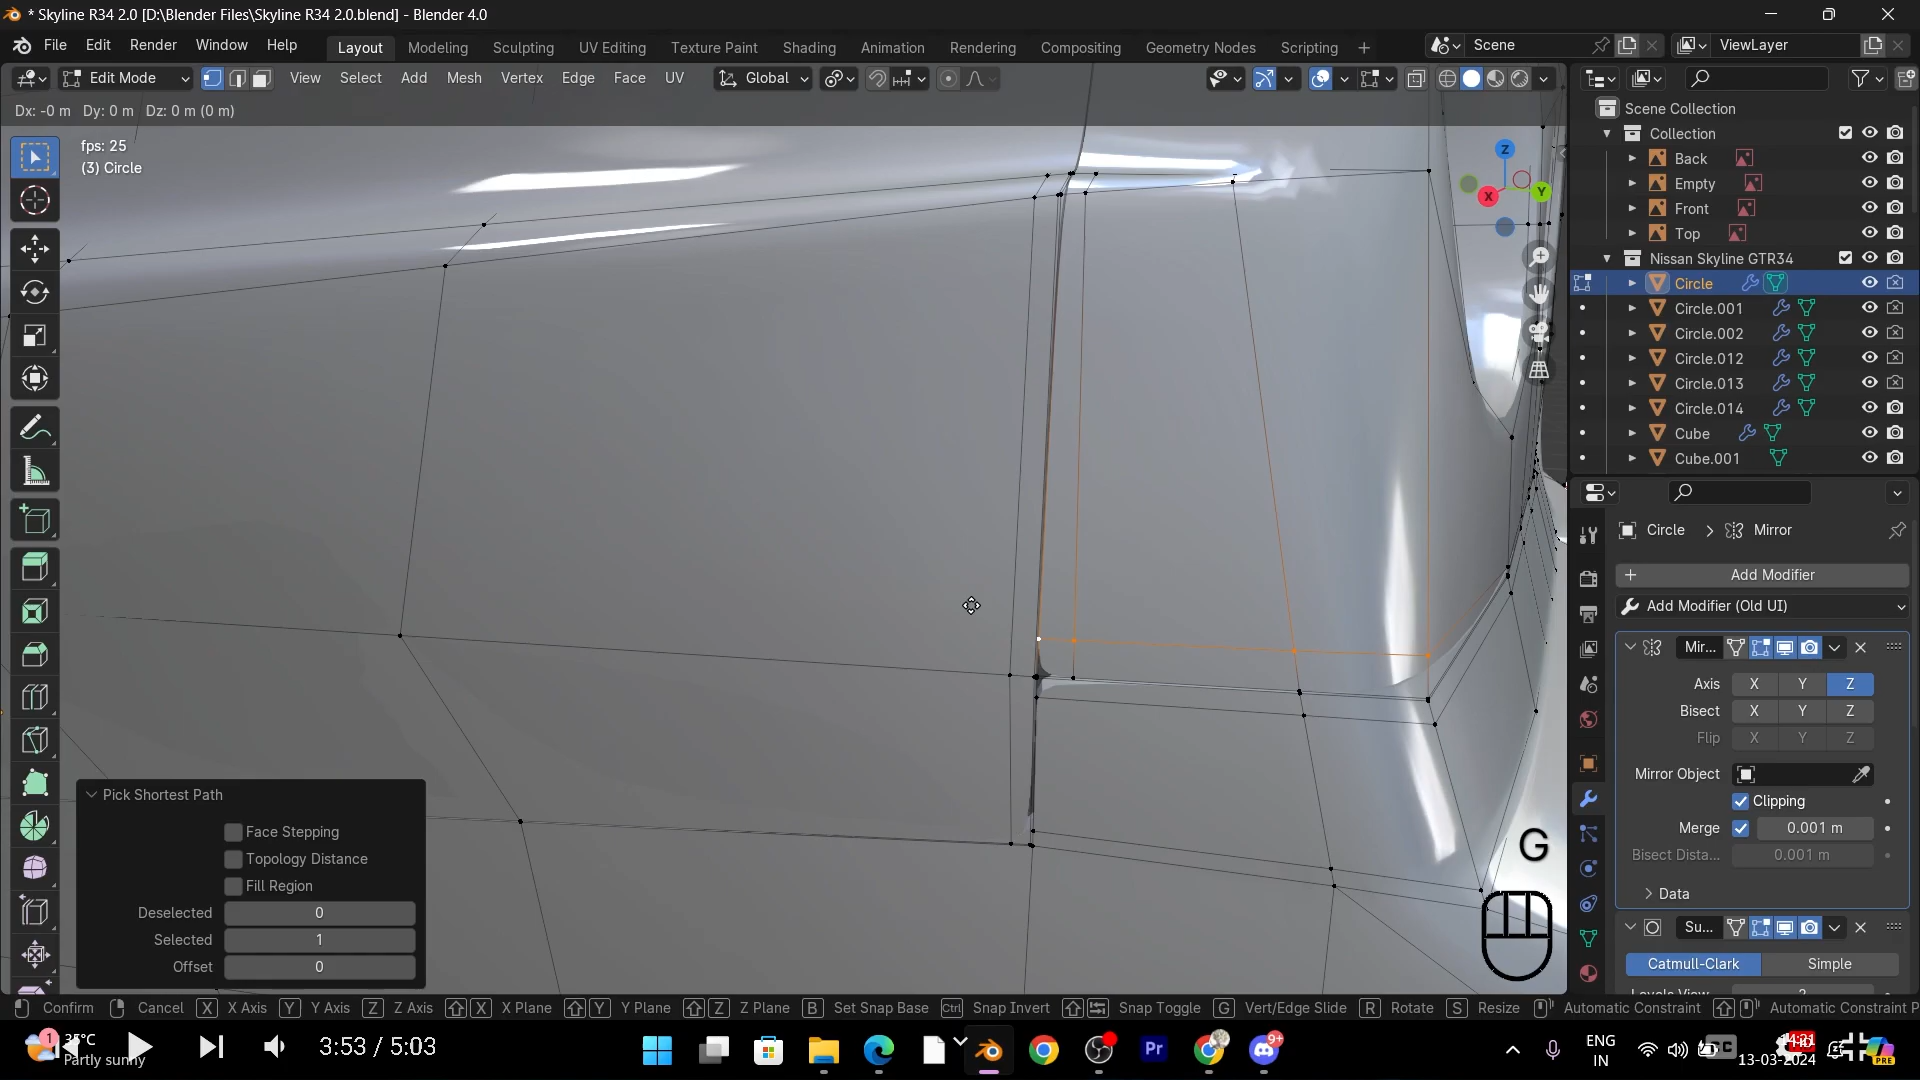 * Skyline R34 2.0 [D:\Blender Files\Skyline R34 2.0.blend] - Blender 4.0
File Edit Render Window Help
Layout Modeling Sculpting UV Editing Texture Paint Shading Animation Rendering Compositing Geometry Nodes Scripting +
Scene
ViewLayer
Edit Mode
View Select Add Mesh Vertex Edge Face UV
Global
Dx: -0 m Dy: 0 m Dz: 0 m (0 m)
fps: 25
(3) Circle
Z
X
Y
Scene Collection
Collection
Back
Empty
Front
Top
Nissan Skyline GTR34
Circle
Circle.001
Circle.002
Circle.012
Circle.013
Circle.014
Cube
Cube.001
Circle > Mirror
+ Add Modifier
Add Modifier (Old UI)
Mir...
Axis X Y Z
Bisect X Y Z
Flip X Y Z
Mirror Object
Clipping
Merge 0.001 m
Bisect Dista... 0.001 m
Data
Su...
Catmull-Clark Simple
Pick Shortest Path
Face Stepping
Topology Distance
Fill Region
Deselected 0
Selected 1
Offset 0
G
Confirm Cancel X X Axis Y Y Axis Z Z Axis X X Plane Y Y Plane Z Z Plane B Set Snap Base Ctrl Snap Invert Snap Toggle G Vert/Edge Slide R Rotate S Resize Automatic Constraint Automatic Constraint P
1
35°C
Partly sunny
3:53 / 5:03
Pr
9+
ENG
IN
13-03-2024
PRE